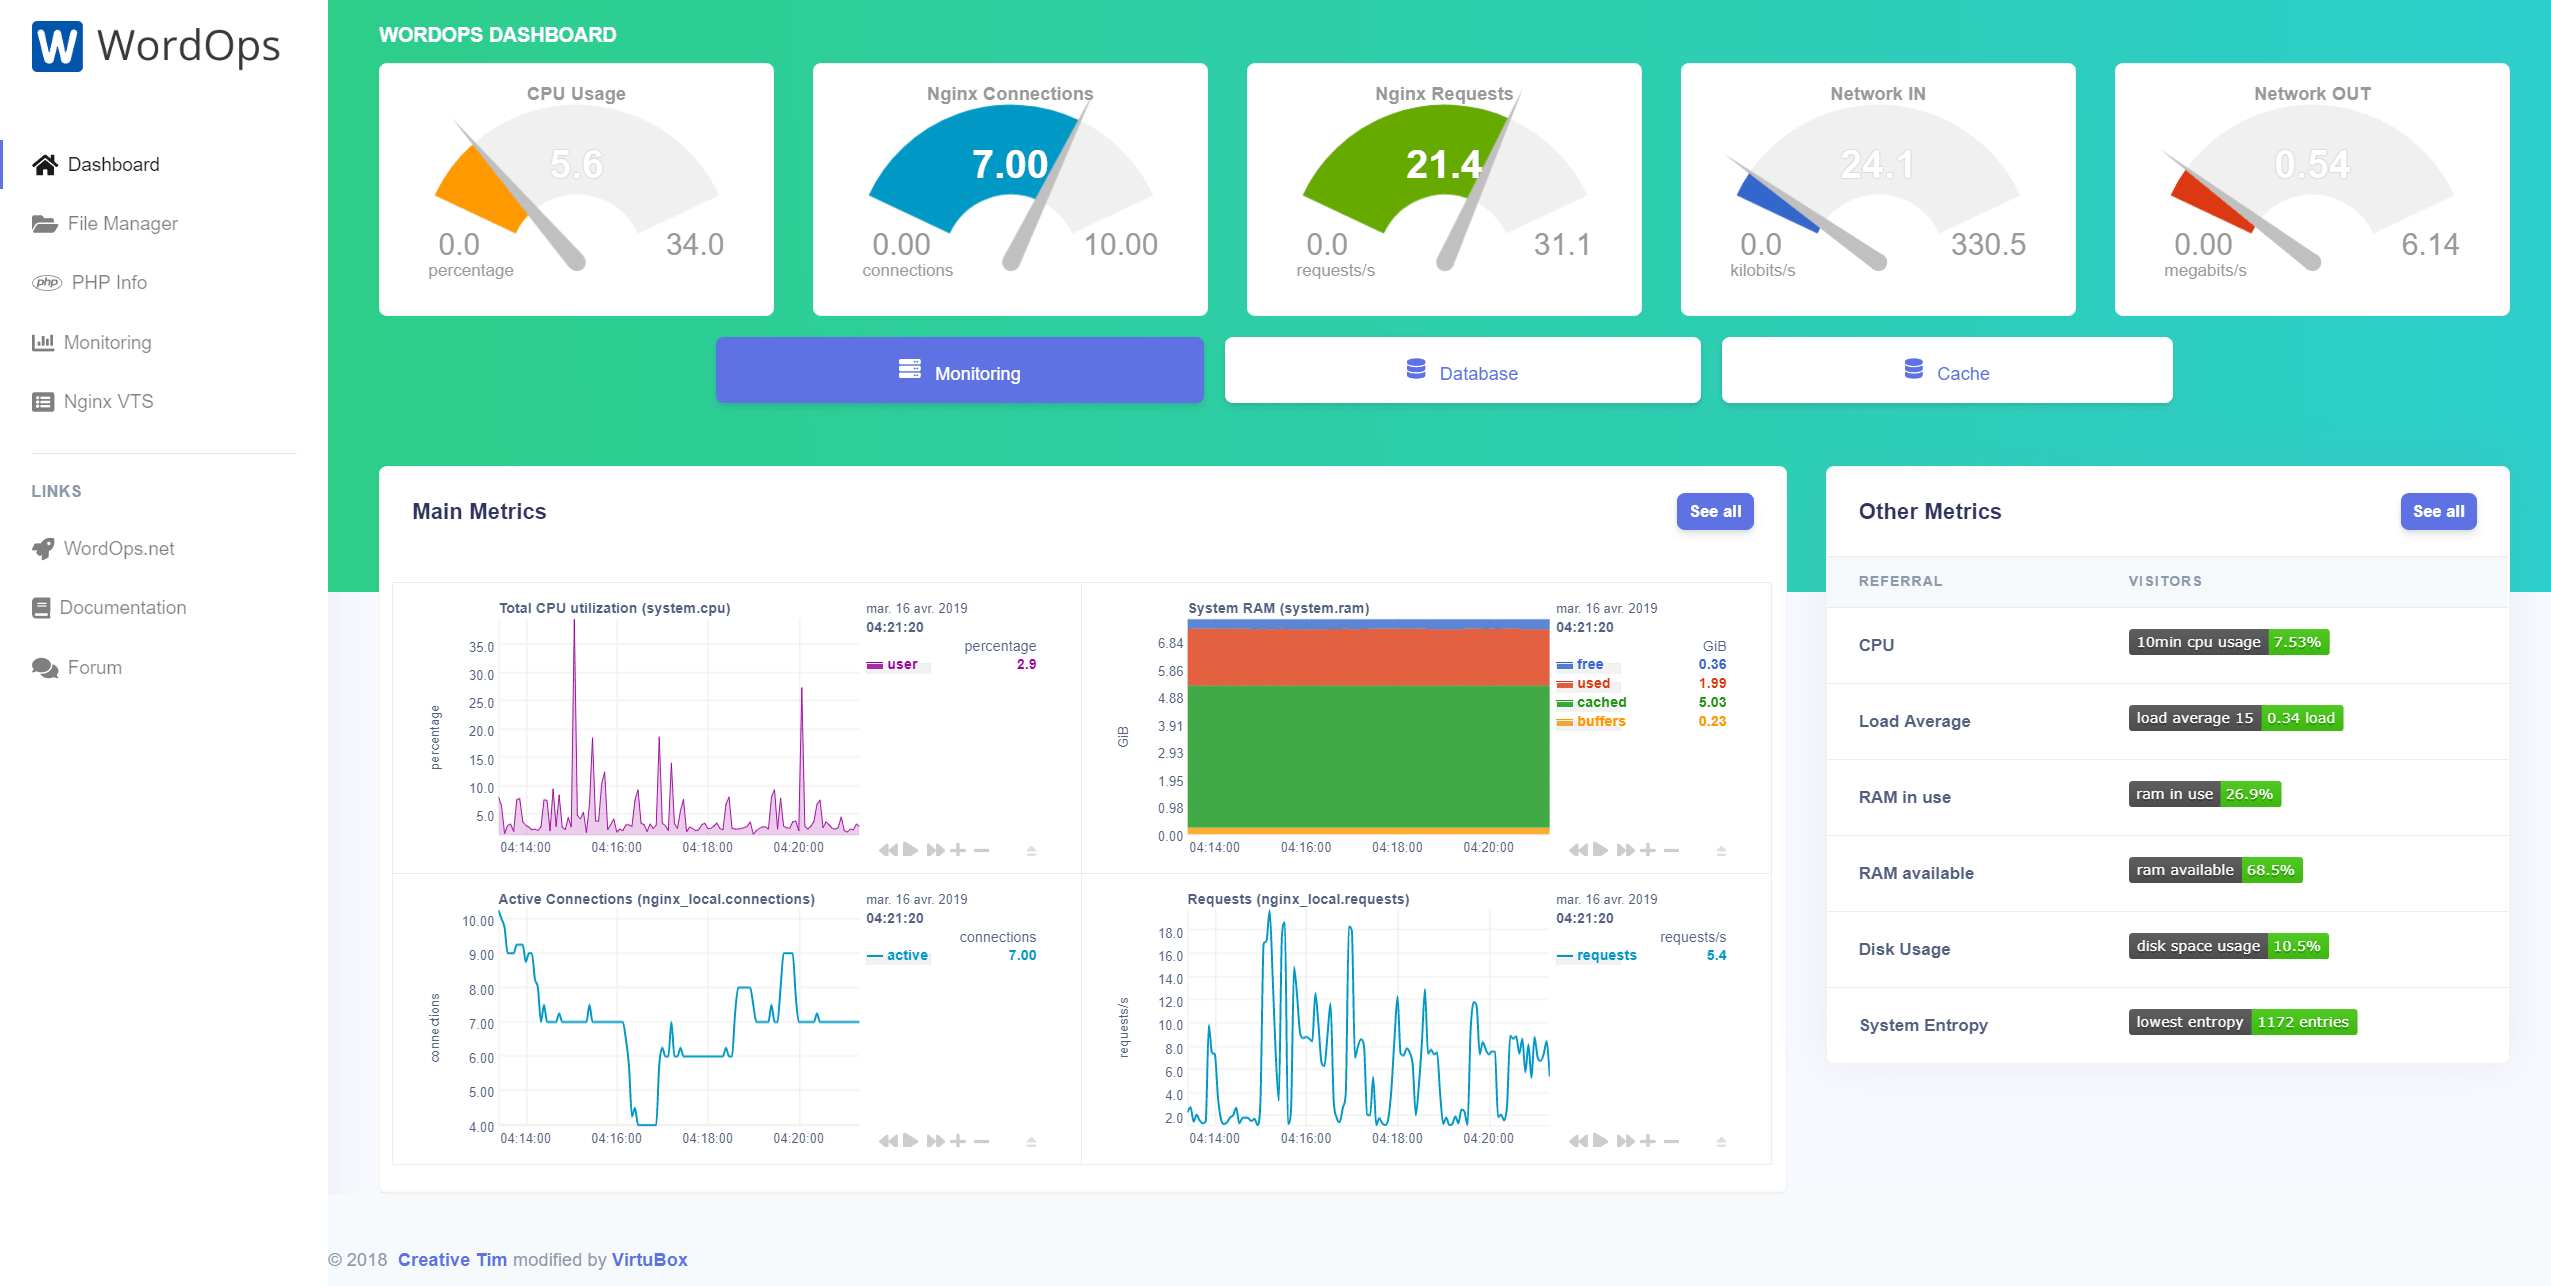 W WordOps
Dashboard
File Manager
php PHP Info
Monitoring
Nginx VTS
LINKS
WordOps.net
Documentation
Forum
WORDOPS DASHBOARD
CPU Usage
5.6
0.0 34.0
percentage
Nginx Connections
7.00
0.00 10.00
connections
Nginx Requests
21.4
0.0 31.1
requests/s
Network IN
24.1
0.0 330.5
kilobits/s
Network OUT
0.54
0.00 6.14
megabits/s
Monitoring
Database
Cache
Main Metrics
See all
Total CPU utilization (system.cpu)
mar. 16 avr. 2019
04:21:20
percentage
user 2.9
percentage
35.0
30.0
25.0
20.0
15.0
10.0
5.0
04:14:00 04:16:00 04:18:00 04:20:00
System RAM (system.ram)
mar. 16 avr. 2019
04:21:20
GiB
free 0.36
used 1.99
cached 5.03
buffers 0.23
GiB
6.84
5.86
4.88
3.91
2.93
1.95
0.98
0.00
04:14:00 04:16:00 04:18:00 04:20:00
Active Connections (nginx_local.connections)
mar. 16 avr. 2019
04:21:20
connections
active 7.00
connections
10.00
9.00
8.00
7.00
6.00
5.00
4.00
04:14:00 04:16:00 04:18:00 04:20:00
Requests (nginx_local.requests)
mar. 16 avr. 2019
04:21:20
requests/s
requests 5.4
requests/s
18.0
16.0
14.0
12.0
10.0
8.0
6.0
4.0
2.0
04:14:00 04:16:00 04:18:00 04:20:00
Other Metrics
See all
REFERRAL VISITORS
CPU 10min cpu usage 7.53%
Load Average load average 15 0.34 load
RAM in use ram in use 26.9%
RAM available ram available 68.5%
Disk Usage disk space usage 10.5%
System Entropy lowest entropy 1172 entries
© 2018 Creative Tim modified by VirtuBox